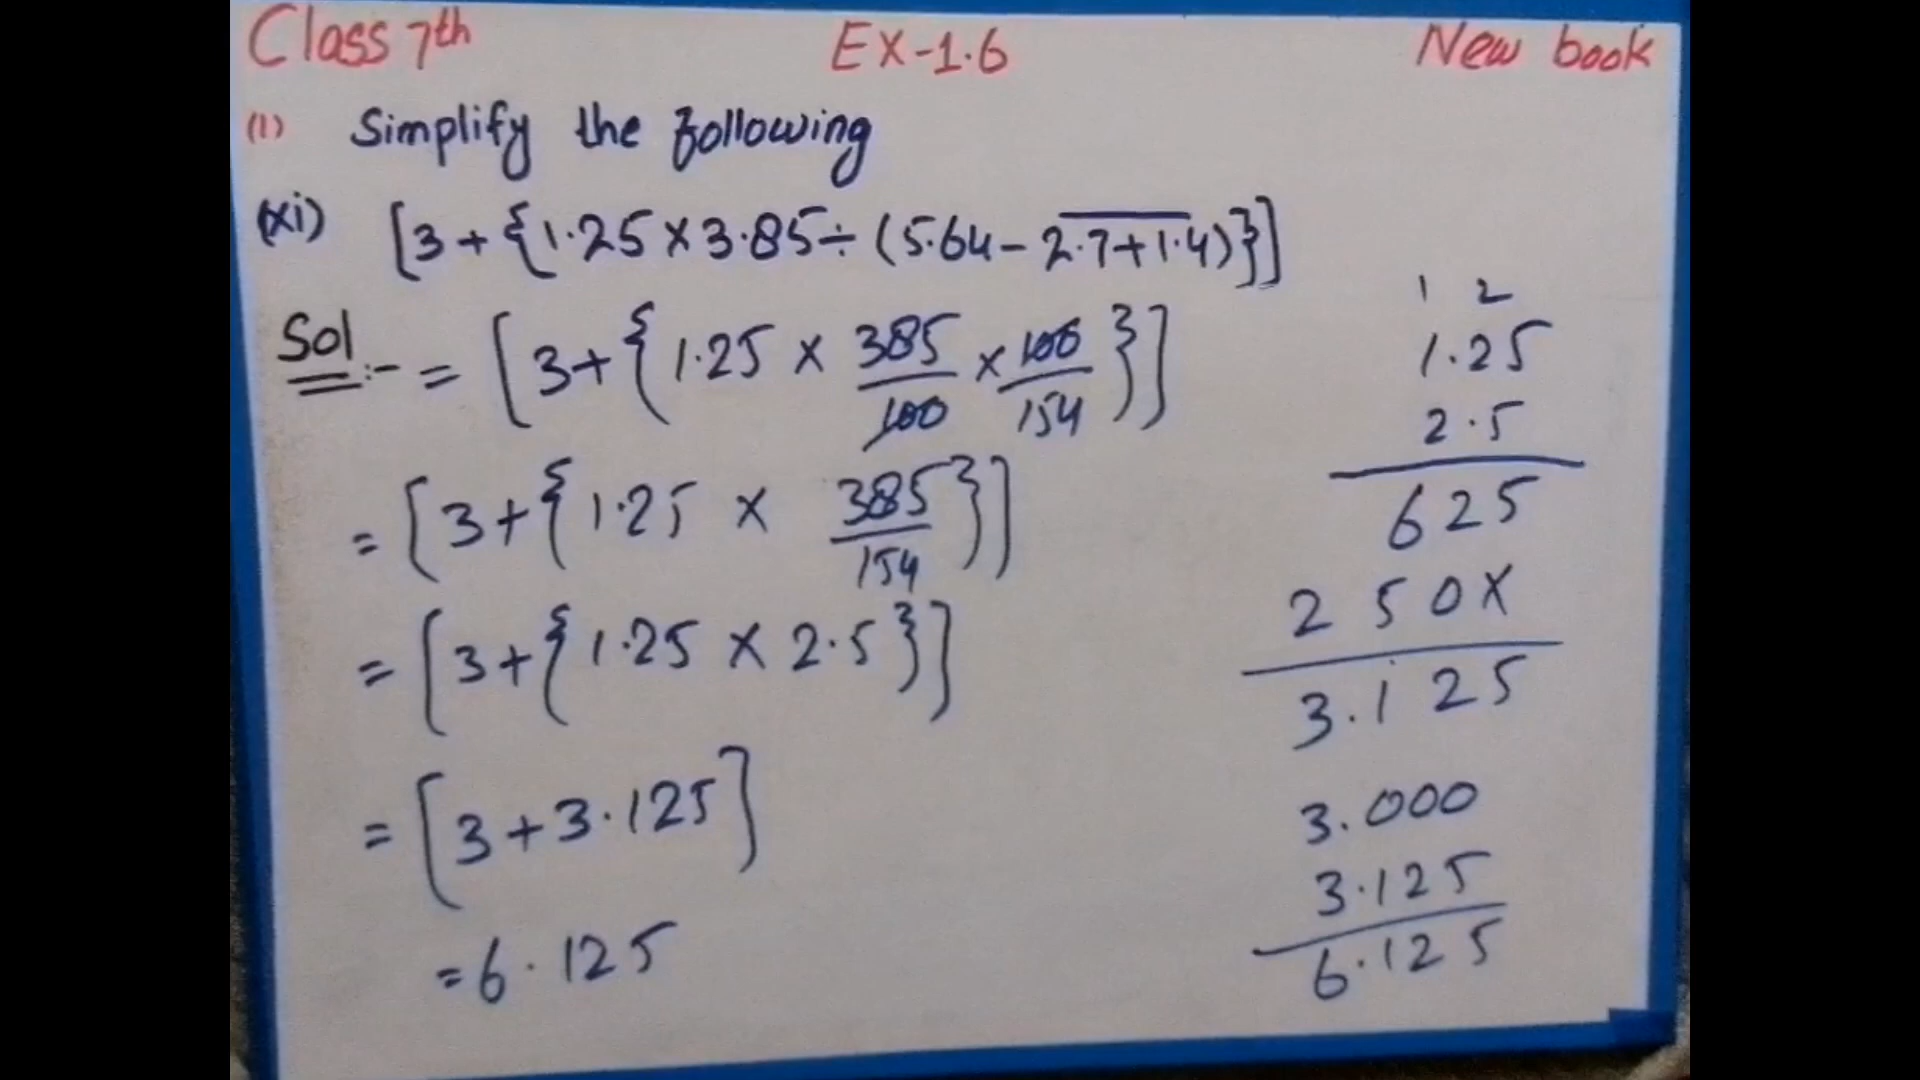 Class 7th EX-1.6 New book
(1) Simplify the following
(xi) [3+{1.25×3.85÷(5.64-2.7+1.4)}]
Sol:- = [3+{1.25 × 385/100 × 100/154}]
= [3+{1.25 × 385/154}]
= [3+{1.25 × 2.5}]
= [3+3.125]
= 6.125
1 2
1.25
2.5
625
250×
3.125
3.000
3.125
6.125